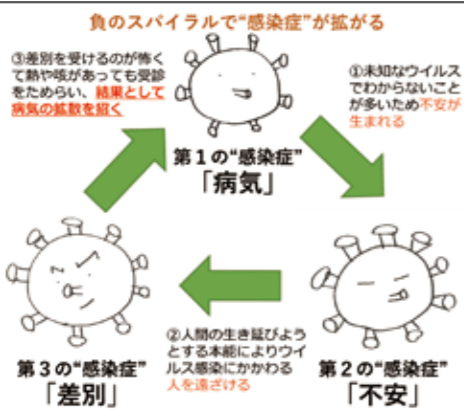 負のスパイラルで“感染症”が拡がる
③差別を受けるのが怖く
て熱や咳があっても受診
をためらい、結果として
病気の拡散を招く
①未知なウイルス
でわからないこと
が多いため不安が
生まれる
第1の“感染症”
「病気」
②人間の生き延びよう
とする本能によりウイ
ルス感染にかかわる
人を遠ざける
第3の“感染症”
「差別」
第2の“感染症”
「不安」